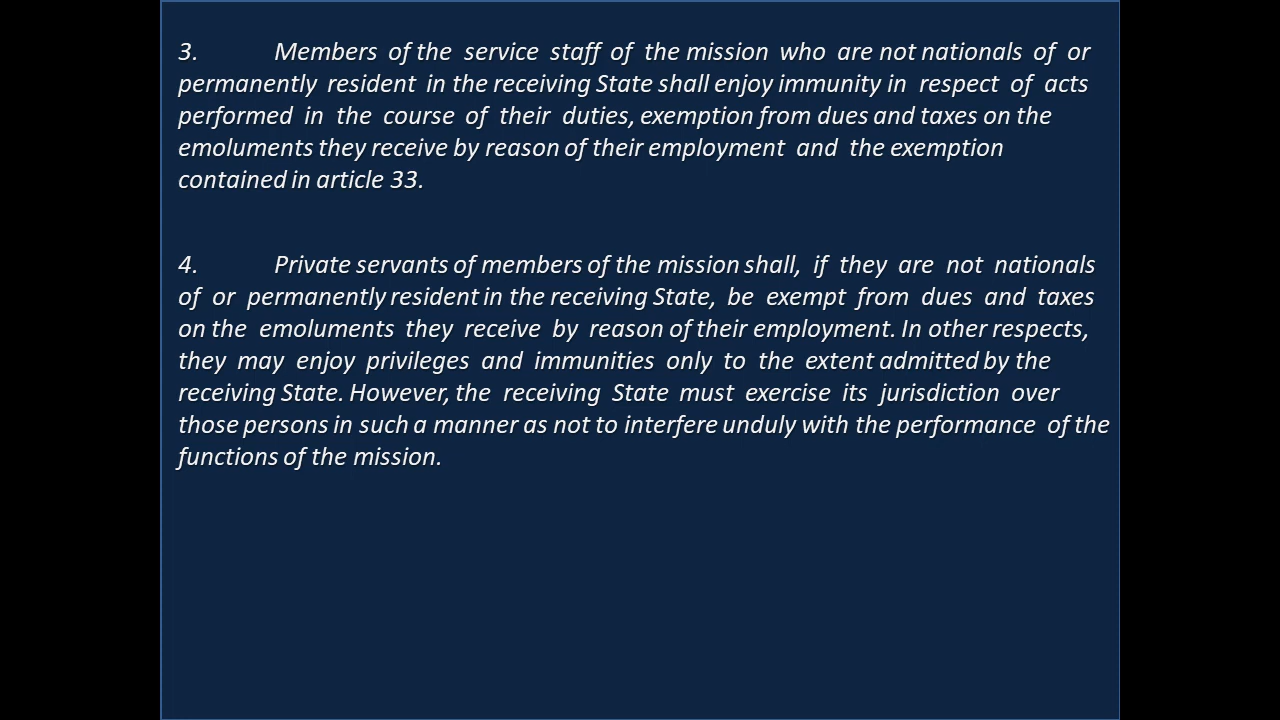 3. Members of the service staff of the mission who are not nationals of or
permanently resident in the receiving State shall enjoy immunity in respect of acts
performed in the course of their duties, exemption from dues and taxes on the
emoluments they receive by reason of their employment and the exemption
contained in article 33.
4. Private servants of members of the mission shall, if they are not nationals
of or permanently resident in the receiving State, be exempt from dues and taxes
on the emoluments they receive by reason of their employment. In other respects,
they may enjoy privileges and immunities only to the extent admitted by the
receiving State. However, the receiving State must exercise its jurisdiction over
those persons in such a manner as not to interfere unduly with the performance of the
functions of the mission.